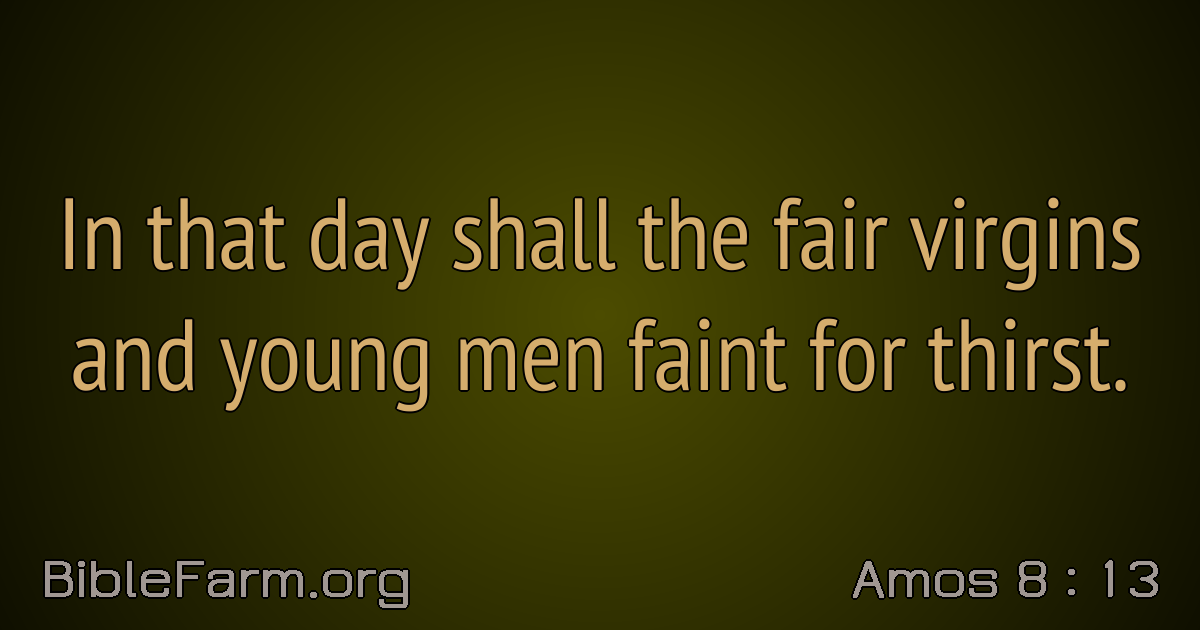 In that day shall the fair virgins
and young men faint for thirst.
BibleFarm.org
Amos 8 : 13